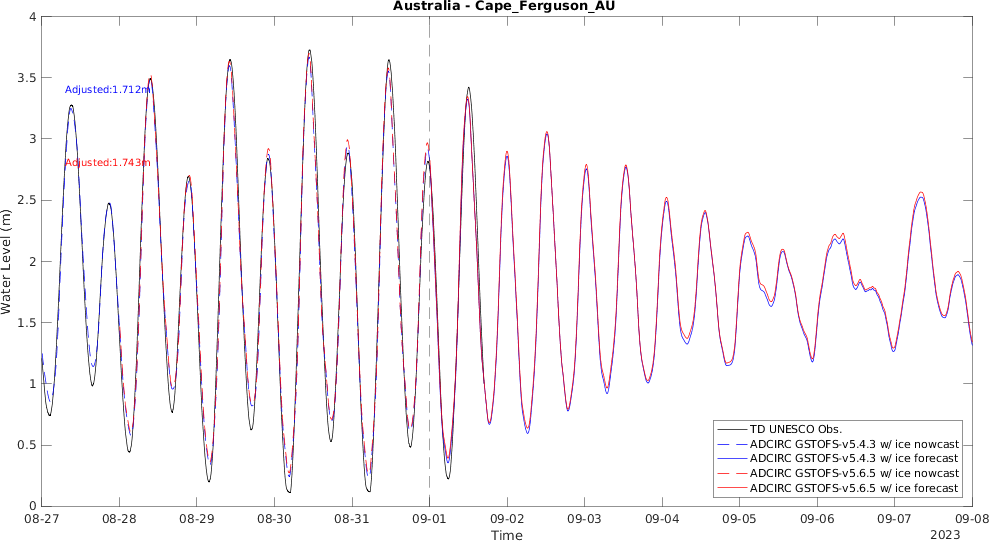 Australia - Cape_Ferguson_AU
Water Level (m)
4
3.5
3
2.5
2
1.5
1
0.5
0
Adjusted:1.712m
Adjusted:1.743m
TD UNESCO Obs.
ADCIRC GSTOFS-v5.4.3 w/ ice nowcast
ADCIRC GSTOFS-v5.4.3 w/ ice forecast
ADCIRC GSTOFS-v5.6.5 w/ ice nowcast
ADCIRC GSTOFS-v5.6.5 w/ ice forecast
08-27 08-28 08-29 08-30 08-31 09-01 09-02 09-03 09-04 09-05 09-06 09-07 09-08
Time
2023